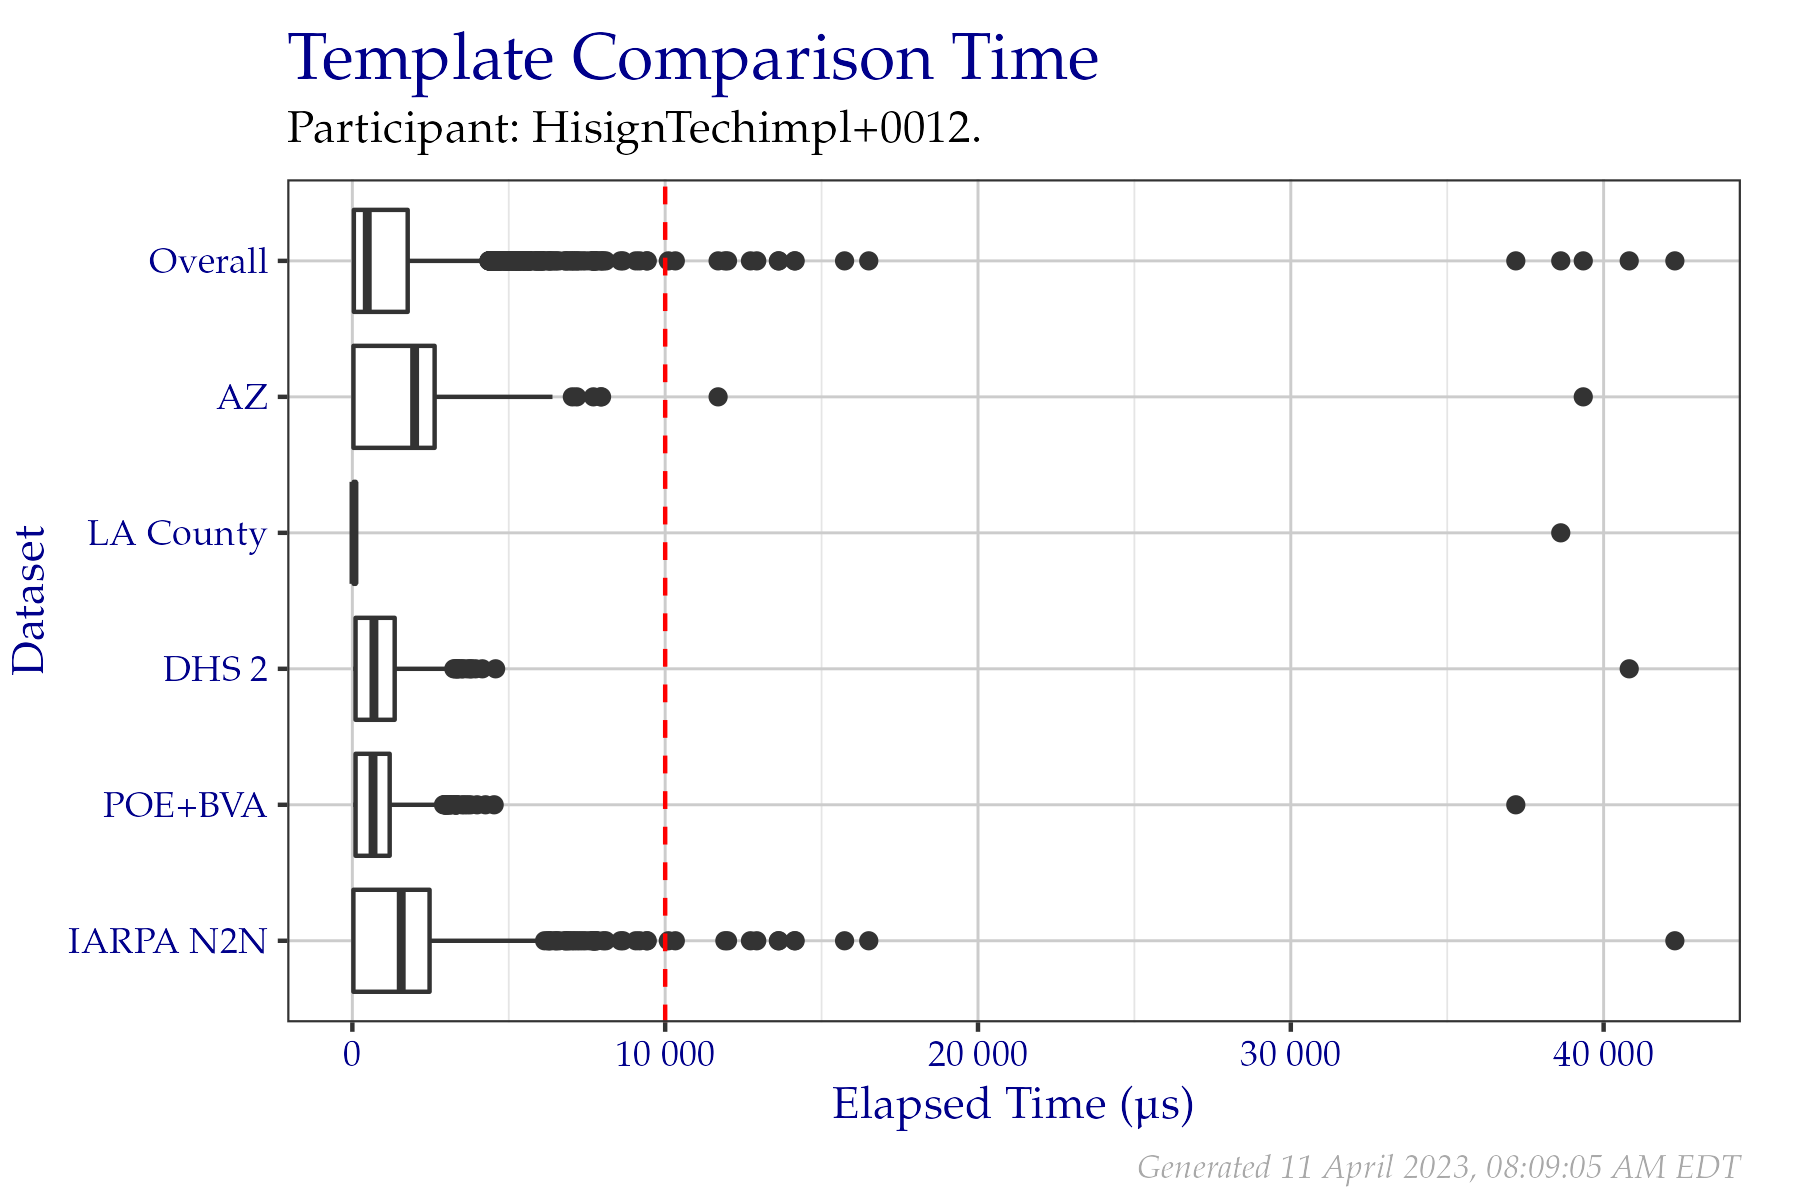 Template Comparison Time
Participant: HisignTechimpl+0012.
Overall
AZ
LA County
DHS 2
POE+BVA
IARPA N2N
Dataset
0
10 000
20 000
30 000
40 000
Elapsed Time (µs)
Generated 11 April 2023, 08:09:05 AM EDT